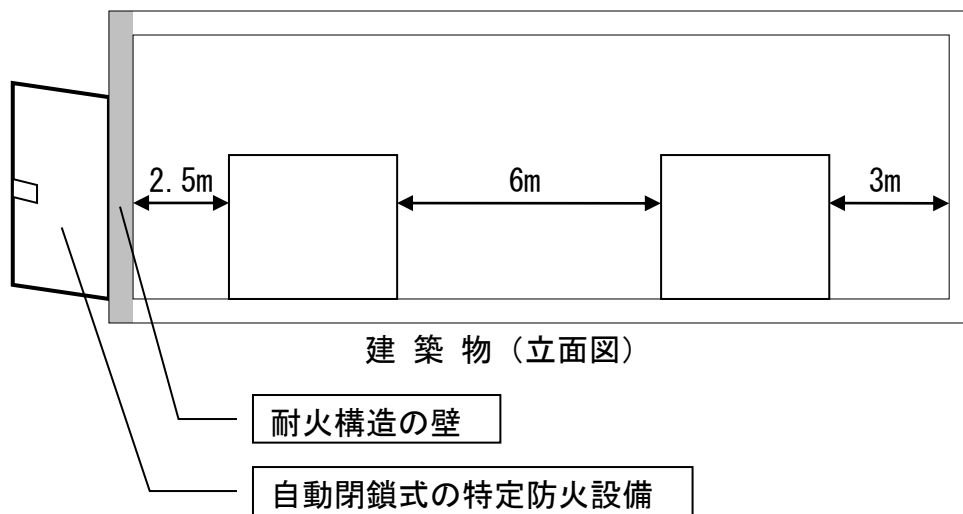 2.5m
6m
3m
建 築 物（立面図）
耐火構造の壁
自動閉鎖式の特定防火設備